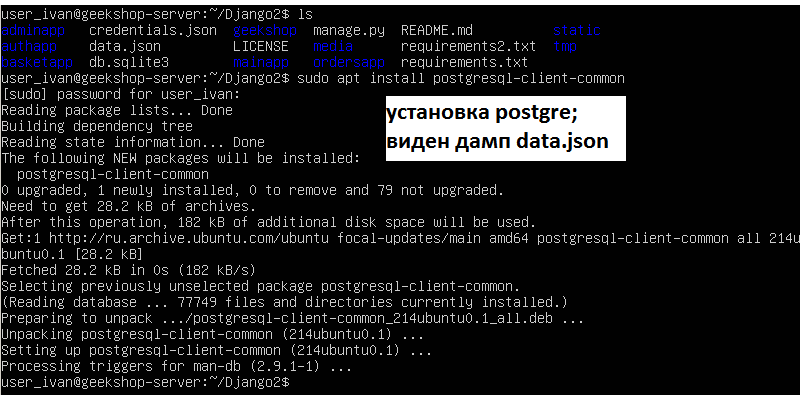 user_ivan@geekshop-server:~/Django2$ ls
adminapp credentials.json geekshop manage.py README.md static
authapp data.json LICENSE media requirements2.txt tmp
basketapp db.sqlite3 mainapp ordersapp requirements.txt
user_ivan@geekshop-server:~/Django2$ sudo apt install postgresql-client-common
[sudo] password for user_ivan:
Reading package lists... Done
Building dependency tree
Reading state information... Done
The following NEW packages will be installed:
  postgresql-client-common
0 upgraded, 1 newly installed, 0 to remove and 79 not upgraded.
Need to get 28.2 kB of archives.
After this operation, 182 kB of additional disk space will be used.
Get:1 http://ru.archive.ubuntu.com/ubuntu focal-updates/main amd64 postgresql-client-common all 214u
buntu0.1 [28.2 kB]
Fetched 28.2 kB in 0s (182 kB/s)
Selecting previously unselected package postgresql-client-common.
(Reading database ... 77749 files and directories currently installed.)
Preparing to unpack .../postgresql-client-common_214ubuntu0.1_all.deb ...
Unpacking postgresql-client-common (214ubuntu0.1) ...
Setting up postgresql-client-common (214ubuntu0.1) ...
Processing triggers for man-db (2.9.1-1) ...
user_ivan@geekshop-server:~/Django2$
установка postgre;
виден дамп data.json